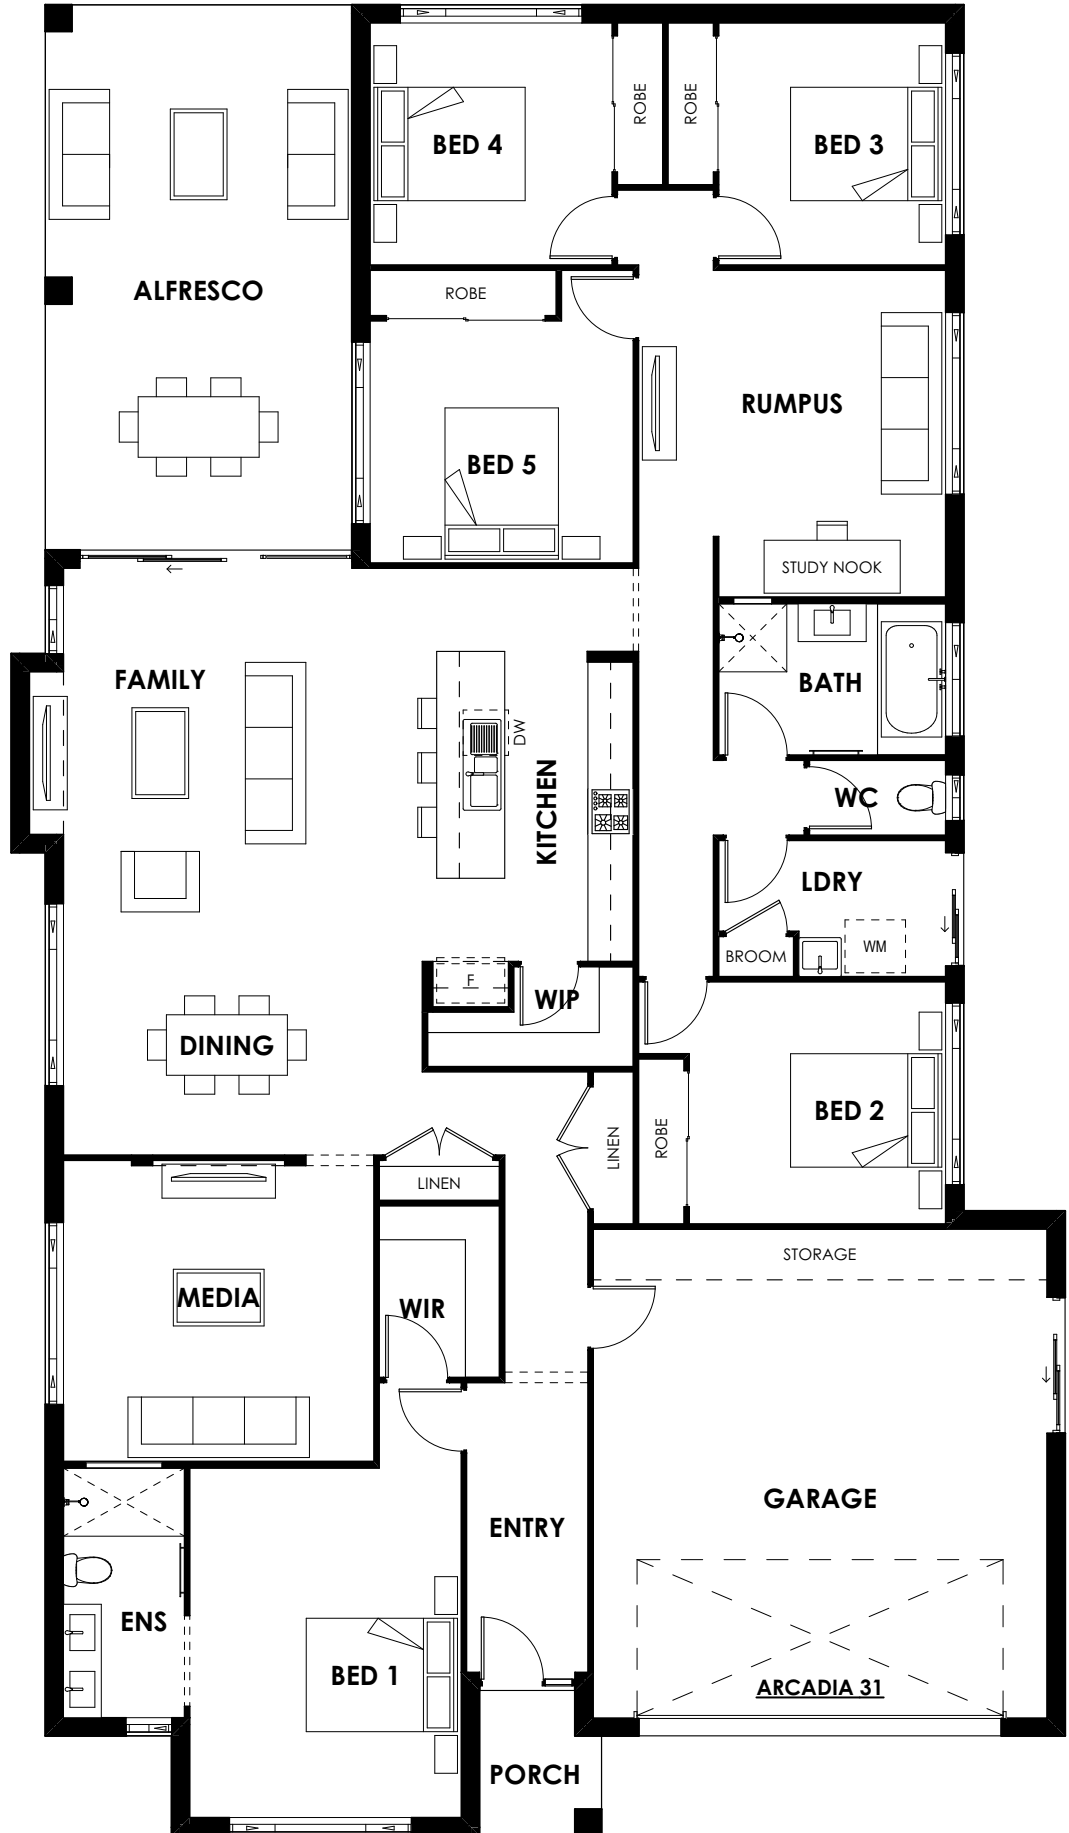 BED 4
ROBE
ROBE
BED 3
ALFRESCO
ROBE
RUMPUS
BED 5
STUDY NOOK
FAMILY
BATH
DW
KITCHEN
WC
LDRY
BROOM
WM
F
WIP
DINING
BED 2
LINEN
ROBE
LINEN
STORAGE
MEDIA
WIR
GARAGE
ENTRY
ENS
BED 1
ARCADIA 31
PORCH